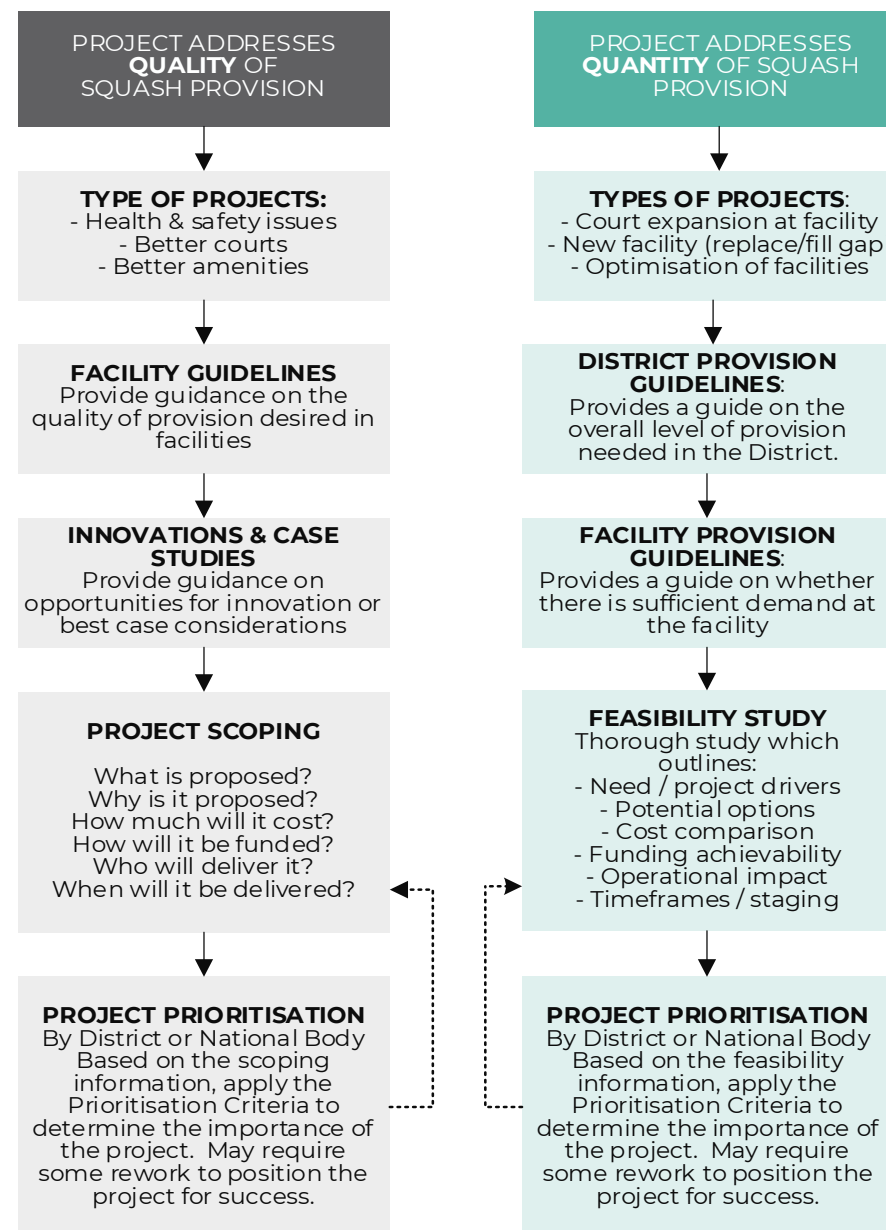 PROJECT ADDRESSES
QUALITY OF
SQUASH PROVISION
TYPE OF PROJECTS:
- Health & safety issues
- Better courts
- Better amenities
FACILITY GUIDELINES
Provide guidance on the
quality of provision desired in
facilities
INNOVATIONS & CASE
STUDIES
Provide guidance on
opportunities for innovation or
best case considerations
PROJECT SCOPING
What is proposed?
Why is it proposed?
How much will it cost?
How will it be funded?
Who will deliver it?
When will it be delivered?
PROJECT PRIORITISATION
By District or National Body
Based on the scoping
information, apply the
Prioritisation Criteria to
determine the importance of
the project.  May require
some rework to position the
project for success.
PROJECT ADDRESSES
QUANTITY OF SQUASH
PROVISION
TYPES OF PROJECTS:
- Court expansion at facility
- New facility (replace/fill gap
- Optimisation of facilities
DISTRICT PROVISION
GUIDELINES:
Provides a guide on the
overall level of provision
needed in the District.
FACILITY PROVISION
GUIDELINES:
Provides a guide on whether
there is sufficient demand at
the facility
FEASIBILITY STUDY
Thorough study which
outlines:
- Need / project drivers
- Potential options
- Cost comparison
- Funding achievability
- Operational impact
- Timeframes / staging
PROJECT PRIORITISATION
By District or National Body
Based on the feasibility
information, apply the
Prioritisation Criteria to
determine the importance of
the project.  May require
some rework to position the
project for success.